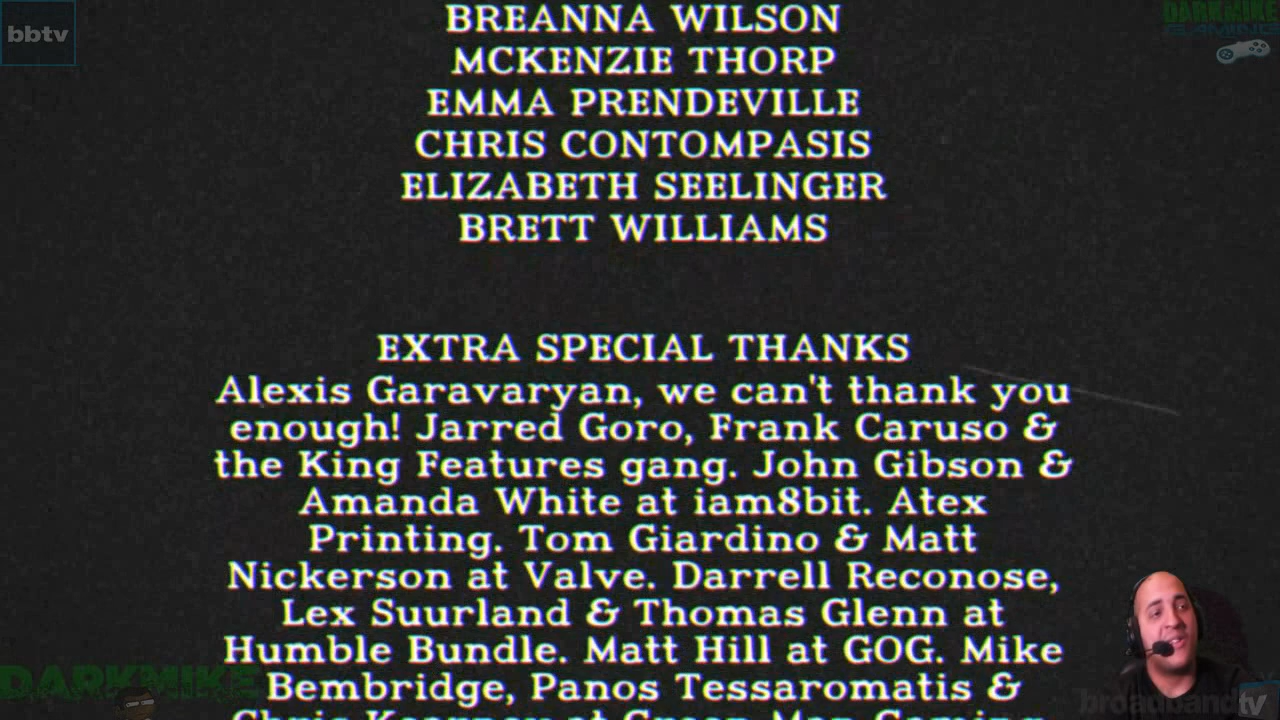 bbtv
DARKMIKE
GAMING
BREANNA WILSON
MCKENZIE THORP
EMMA PRENDEVILLE
CHRIS CONTOMPASIS
ELIZABETH SEELINGER
BRETT WILLIAMS
EXTRA SPECIAL THANKS
Alexis Garavaryan, we can't thank you
enough! Jarred Goro, Frank Caruso &
the King Features gang. John Gibson &
Amanda White at iam8bit. Atex
Printing. Tom Giardino & Matt
Nickerson at Valve. Darrell Reconose,
Lex Suurland & Thomas Glenn at
Humble Bundle. Matt Hill at GOG. Mike
Bembridge, Panos Tessaromatis &
DARKMIKE
broadbandtv